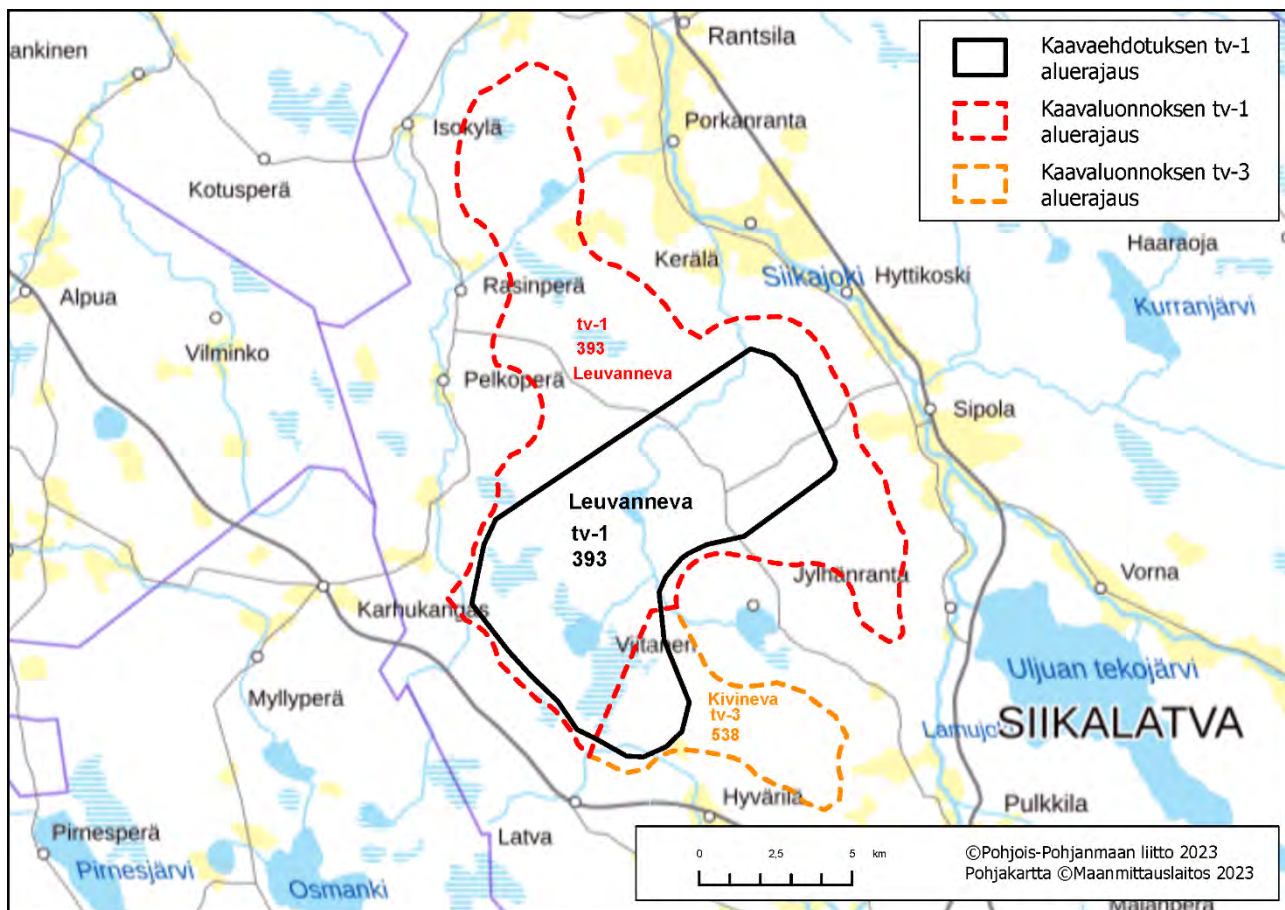 ankinen
Rantsila
Kaavaehdotuksen tv-1
aluerajaus
Kaavaluonnoksen tv-1
aluerajaus
Kaavaluonnoksen tv-3
aluerajaus
Isokylä
Porkanranta
Kotusperä
Kerälä
Siikajoki
Hyttikoski
Haaraoja
Kurranjärvi
Alpua
Rasinperä
Vilminko
tv-1
393
Leuvanneva
Pelkoperä
Sipola
Leuvanneva
tv-1
393
Jylhänranta
Vorna
Karhukangas
Viitanen
Uljuan tekojärvi
Myllyperä
Kivineva
tv-3
538
Lamujoki
SIIKALATVA
Hyvärilä
Pulkkila
Latva
Pirnesperä
Pirnesjärvi
Osmanki
0 2,5 5 km
©Pohjois-Pohjanmaan liitto 2023
Pohjakartta ©Maanmittauslaitos 2023